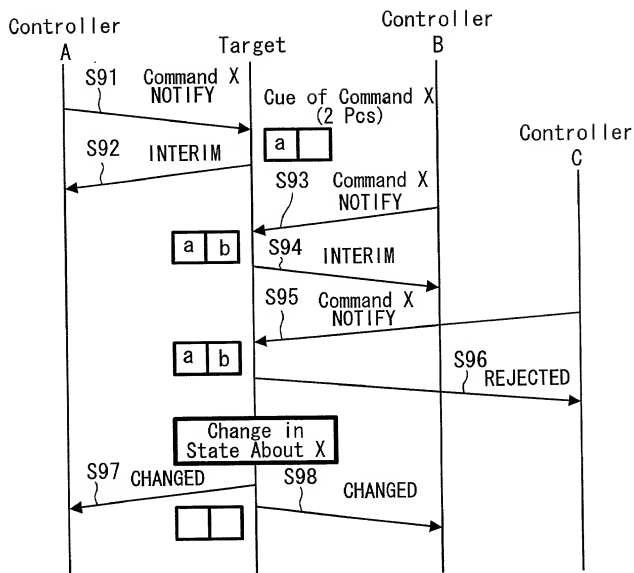 Controller
A
Target
Controller
B
S91
Command X
NOTIFY
Cue of Command X
(2 Pcs)
a
Controller
C
S92
INTERIM
S93
Command X
NOTIFY
a
b
S94
INTERIM
S95
Command X
NOTIFY
a
b
S96
REJECTED
Change in
State About X
S97
CHANGED
S98
CHANGED